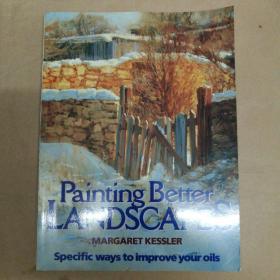 Painting Better
LANDSCAPES
MARGARET KESSLER
Specific ways to improve your oils